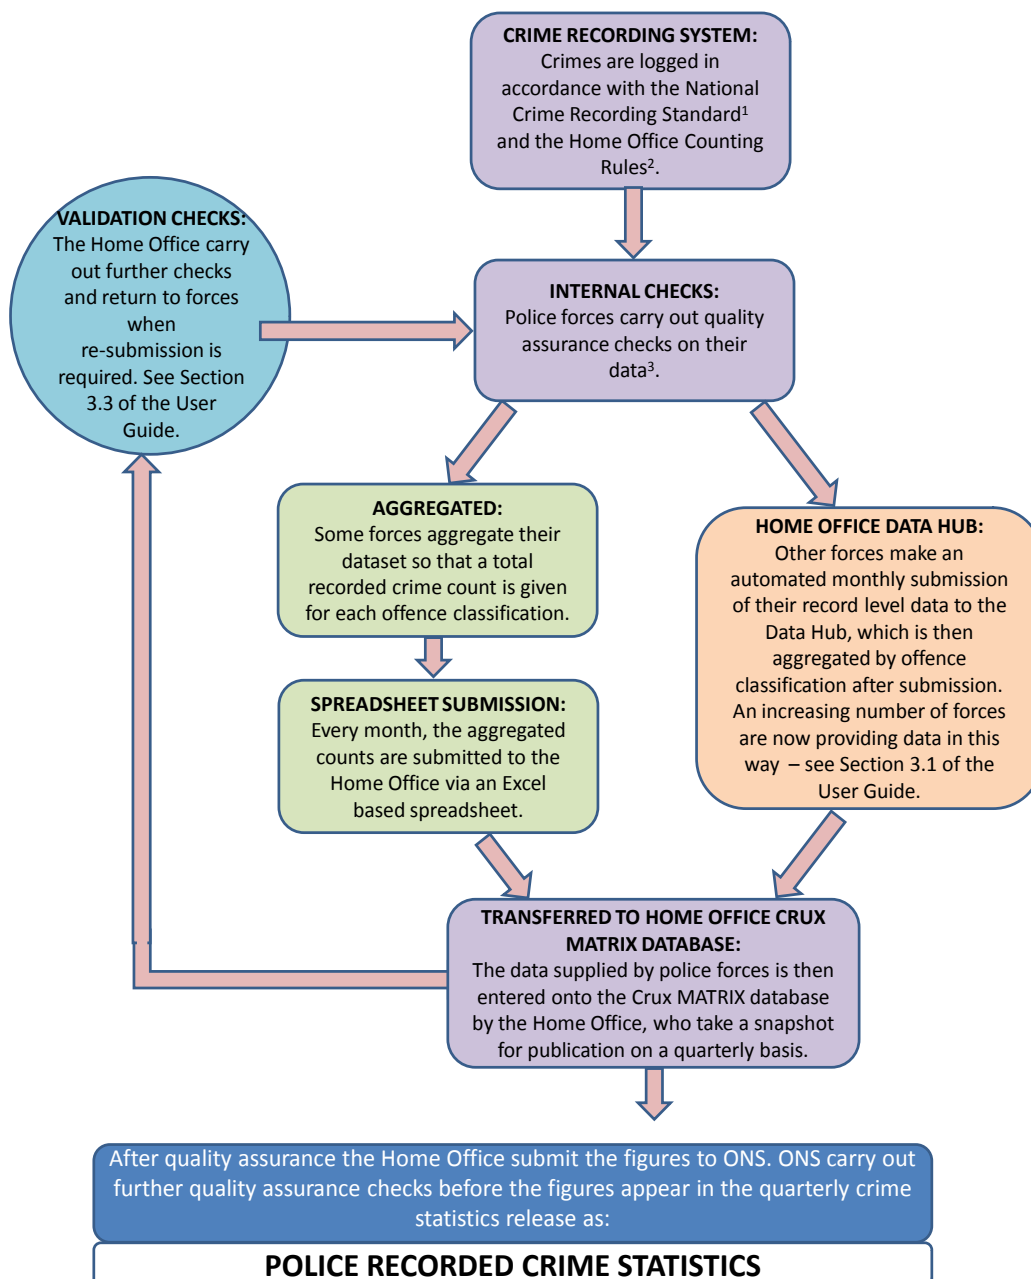 CRIME RECORDING SYSTEM:
Crimes are logged in
accordance with the National
Crime Recording Standard¹
and the Home Office Counting
Rules².
VALIDATION CHECKS:
The Home Office carry
out further checks
and return to forces
when
re-submission is
required. See Section
3.3 of the User
Guide.
INTERNAL CHECKS:
Police forces carry out quality
assurance checks on their
data³.
AGGREGATED:
Some forces aggregate their
dataset so that a total
recorded crime count is given
for each offence classification.
HOME OFFICE DATA HUB:
Other forces make an
automated monthly submission
of their record level data to the
Data Hub, which is then
aggregated by offence
classification after submission.
An increasing number of forces
are now providing data in this
way – see Section 3.1 of the
User Guide.
SPREADSHEET SUBMISSION:
Every month, the aggregated
counts are submitted to the
Home Office via an Excel
based spreadsheet.
TRANSFERRED TO HOME OFFICE CRUX
MATRIX DATABASE:
The data supplied by police forces is then
entered onto the Crux MATRIX database
by the Home Office, who take a snapshot
for publication on a quarterly basis.
After quality assurance the Home Office submit the figures to ONS. ONS carry out
further quality assurance checks before the figures appear in the quarterly crime
statistics release as:
POLICE RECORDED CRIME STATISTICS